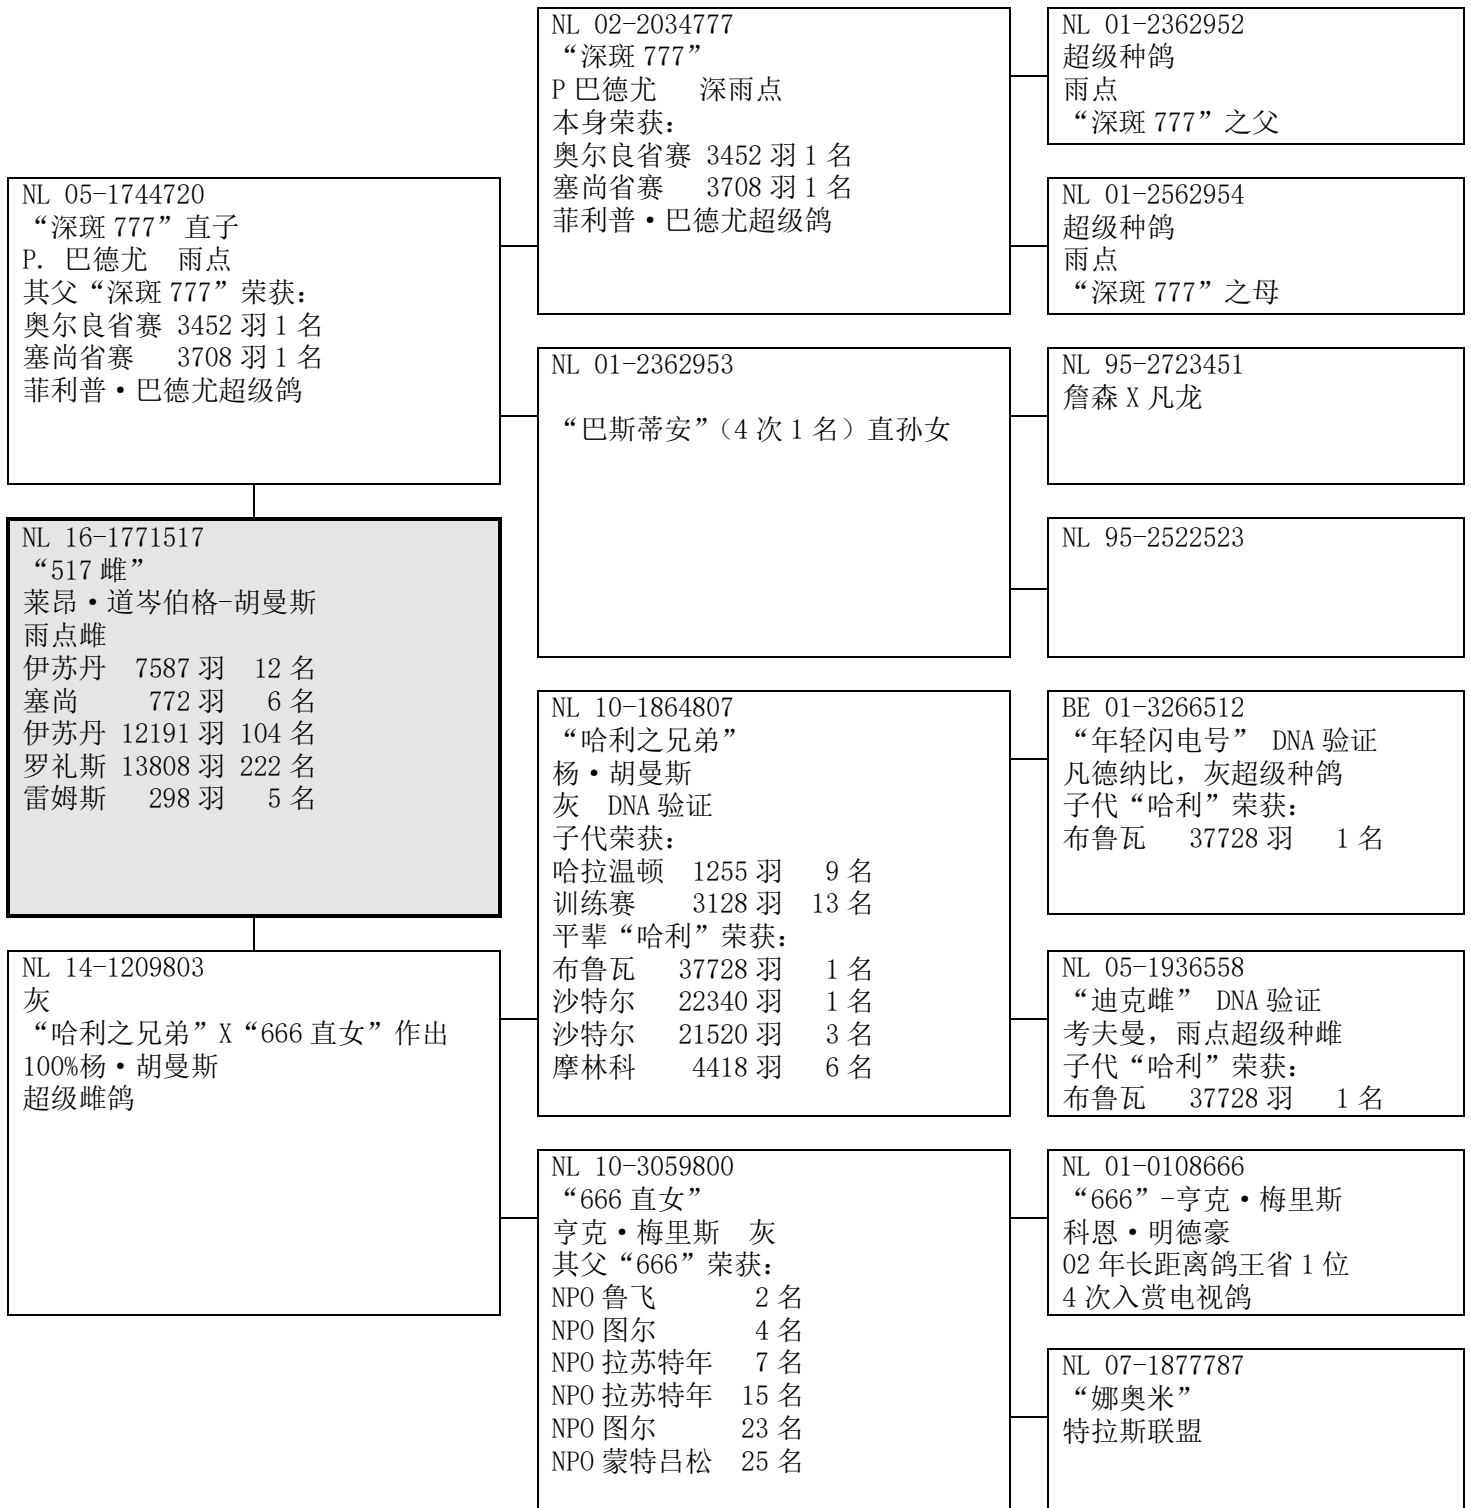 NL 05-1744720
“深斑 777”直子
P. 巴德尤 雨点
其父“深斑 777”荣获：
奥尔良省赛 3452 羽 1 名
塞尚省赛 3708 羽 1 名
菲利普·巴德尤超级鸽
NL 16-1771517
“517 雌”
莱昂·道岑伯格-胡曼斯
雨点雌
伊苏丹 7587 羽 12 名
塞尚 772 羽 6 名
伊苏丹 12191 羽 104 名
罗礼斯 13808 羽 222 名
雷姆斯 298 羽 5 名
NL 14-1209803
灰
“哈利之兄弟”X“666 直女”作出
100%杨·胡曼斯
超级雌鸽
NL 02-2034777
“深斑 777”
P 巴德尤 深雨点
本身荣获：
奥尔良省赛 3452 羽 1 名
塞尚省赛 3708 羽 1 名
菲利普·巴德尤超级鸽
NL 01-2362953
“巴斯蒂安”（4 次 1 名）直孙女
NL 10-1864807
“哈利之兄弟”
杨·胡曼斯
灰 DNA 验证
子代荣获：
哈拉温顿 1255 羽 9 名
训练赛 3128 羽 13 名
平辈“哈利”荣获：
布鲁瓦 37728 羽 1 名
沙特尔 22340 羽 1 名
沙特尔 21520 羽 3 名
摩林科 4418 羽 6 名
NL 10-3059800
“666 直女”
亨克·梅里斯 灰
其父“666”荣获：
NPO 鲁飞 2 名
NPO 图尔 4 名
NPO 拉苏特年 7 名
NPO 拉苏特年 15 名
NPO 图尔 23 名
NPO 蒙特吕松 25 名
NL 01-2362952
超级种鸽
雨点
“深斑 777”之父
NL 01-2562954
超级种鸽
雨点
“深斑 777”之母
NL 95-2723451
詹森 X 凡龙
NL 95-2522523
BE 01-3266512
“年轻闪电号” DNA 验证
凡德纳比，灰超级种鸽
子代“哈利”荣获：
布鲁瓦 37728 羽 1 名
NL 05-1936558
“迪克雌” DNA 验证
考夫曼，雨点超级种雌
子代“哈利”荣获：
布鲁瓦 37728 羽 1 名
NL 01-0108666
“666”-亨克·梅里斯
科恩·明德豪
02 年长距离鸽王省 1 位
4 次入赏电视鸽
NL 07-1877787
“娜奥米”
特拉斯联盟